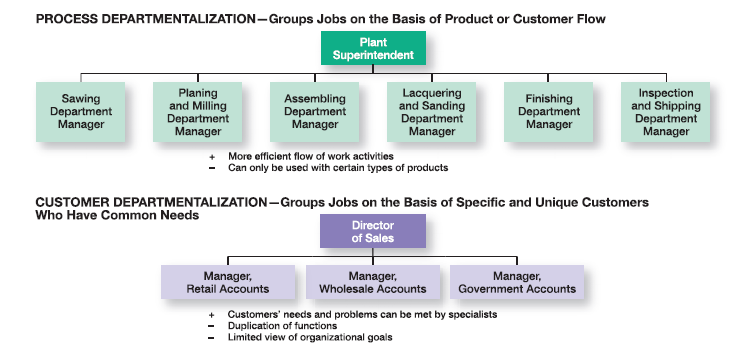 PROCESS DEPARTMENTALIZATION—Groups Jobs on the Basis of Product or Customer Flow
Plant
Superintendent
Sawing
Department
Manager
Planing
and Milling
Department
Manager
Assembling
Department
Manager
Lacquering
and Sanding
Department
Manager
Finishing
Department
Manager
Inspection
and Shipping
Department
Manager
+ More efficient flow of work activities
– Can only be used with certain types of products
CUSTOMER DEPARTMENTALIZATION—Groups Jobs on the Basis of Specific and Unique Customers
Who Have Common Needs
Director
of Sales
Manager,
Retail Accounts
Manager,
Wholesale Accounts
Manager,
Government Accounts
+ Customers' needs and problems can be met by specialists
– Duplication of functions
– Limited view of organizational goals